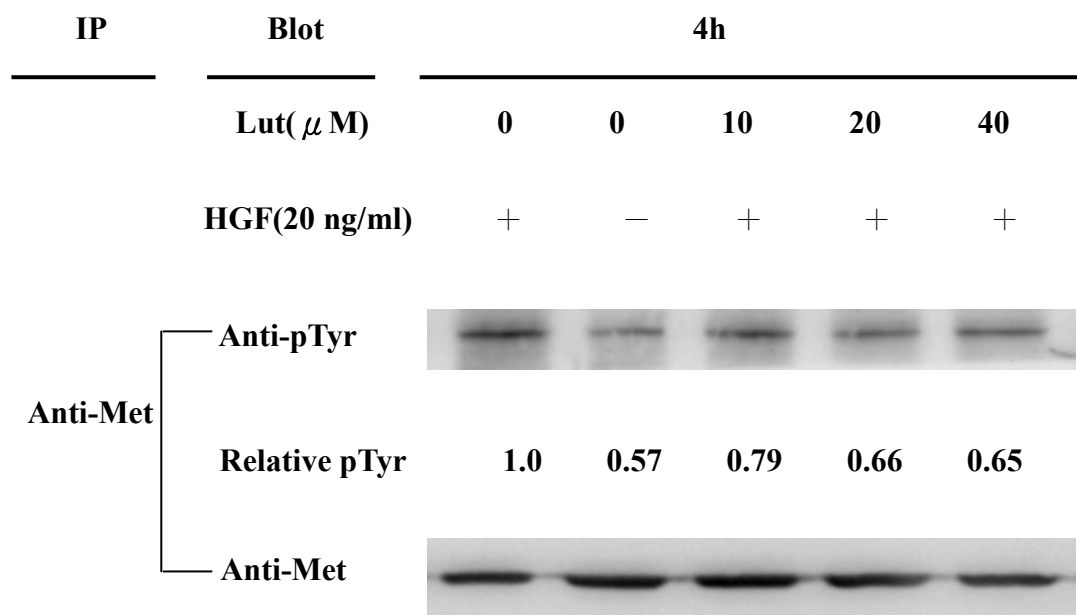 IP Blot 4h
Lut(μM) 0 0 10 20 40
HGF(20 ng/ml) + − + + +
Anti-pTyr
Anti-Met
Relative pTyr 1.0 0.57 0.79 0.66 0.65
Anti-Met